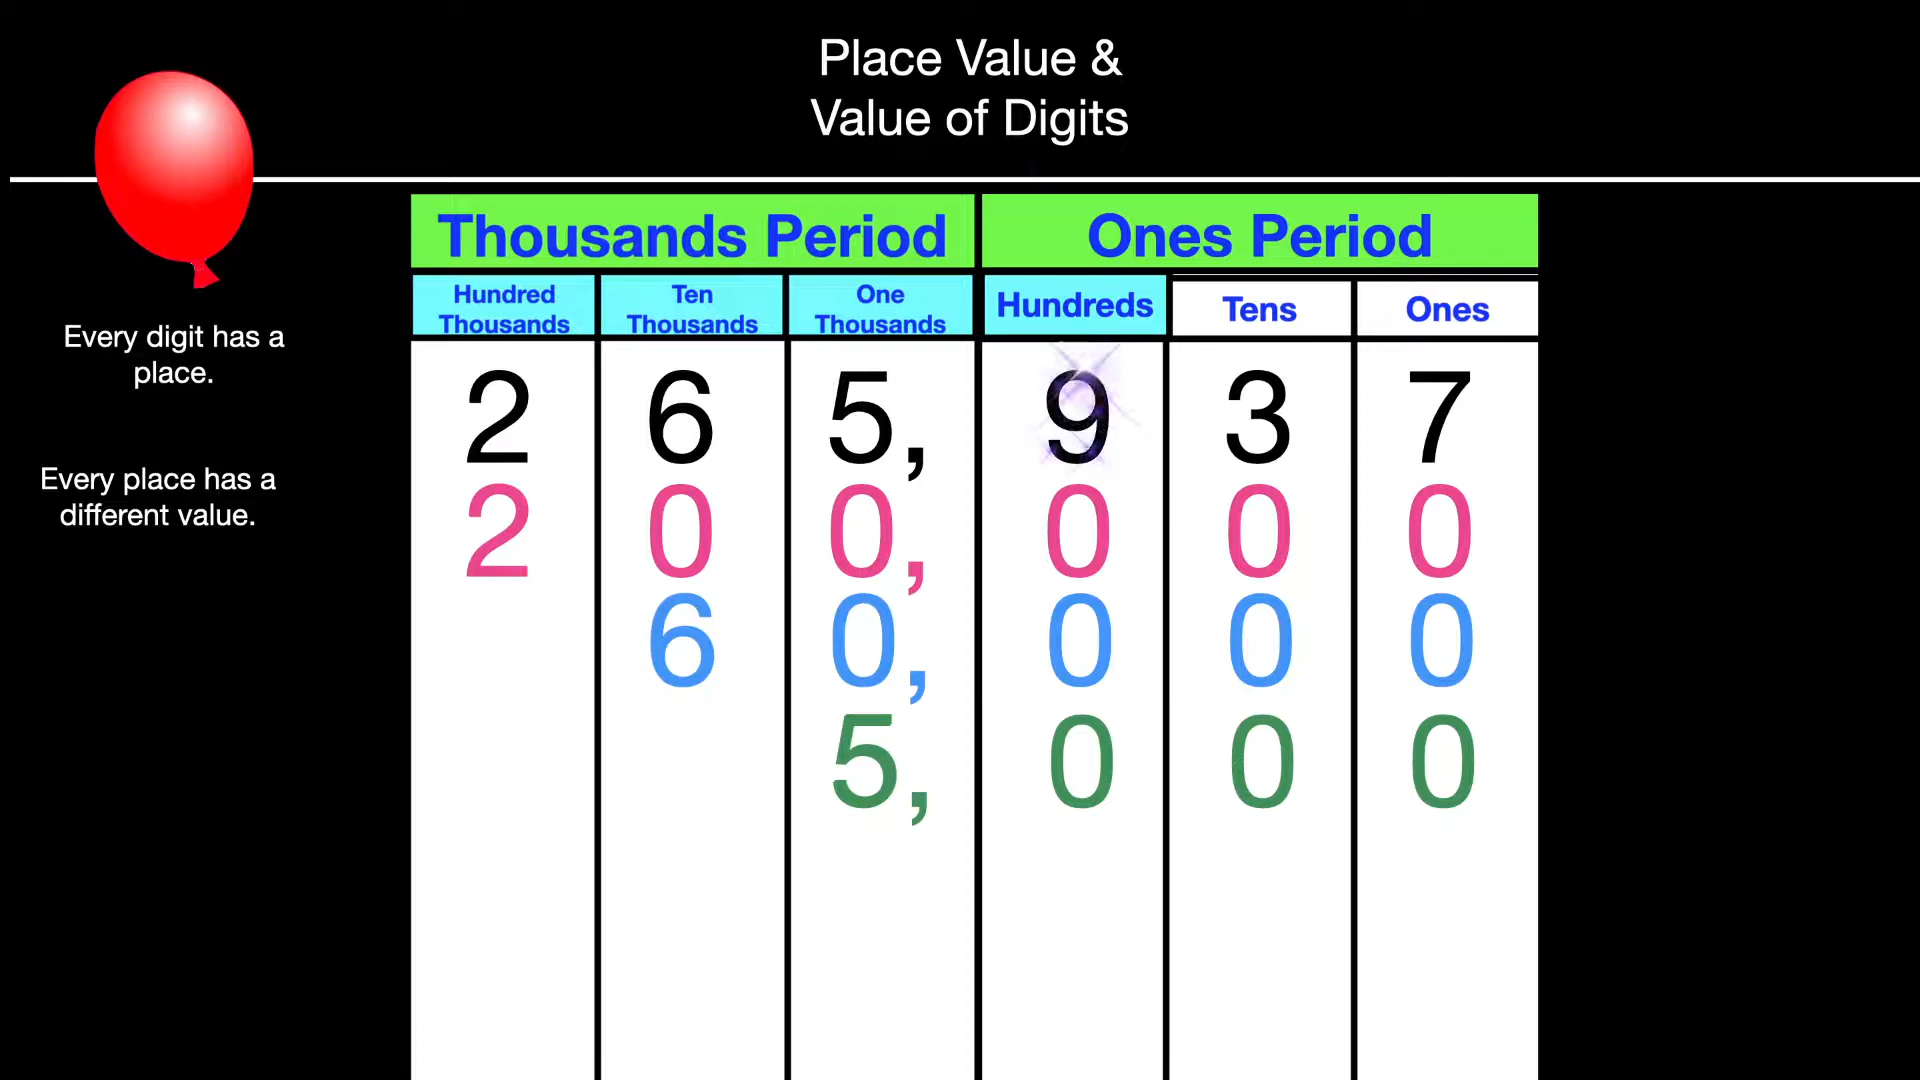 Place Value &
Value of Digits
Every digit has a
place.
Every place has a
different value.
Thousands Period Ones Period
Hundred Thousands Ten Thousands One Thousands Hundreds Tens Ones
2 6 5, 9 3 7
2 0 0, 0 0 0
6 0, 0 0 0
5, 0 0 0